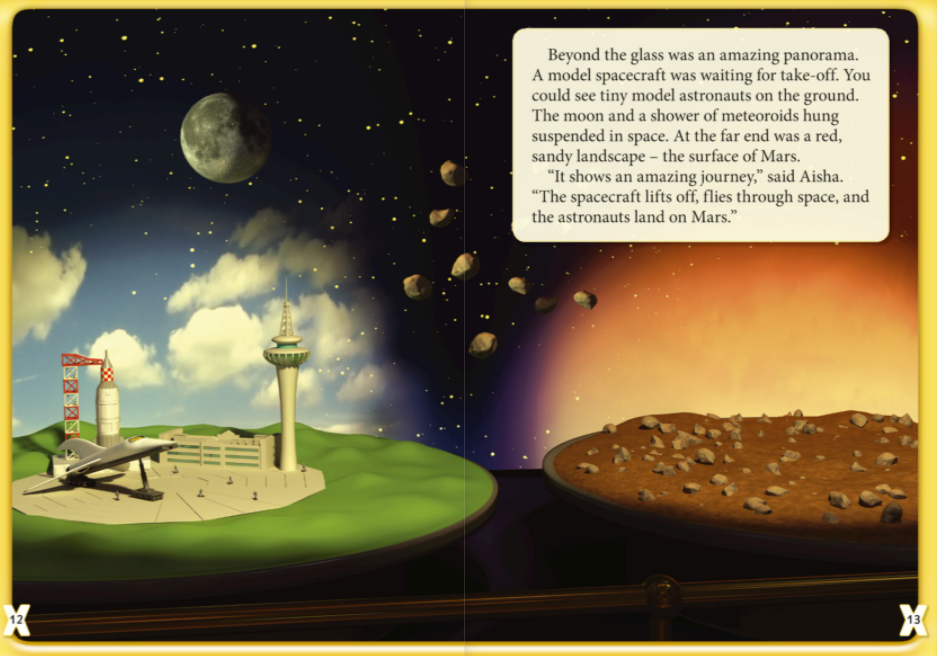 Beyond the glass was an amazing panorama.
A model spacecraft was waiting for take-off. You
could see tiny model astronauts on the ground.
The moon and a shower of meteoroids hung
suspended in space. At the far end was a red,
sandy landscape – the surface of Mars.
“It shows an amazing journey,” said Aisha.
“The spacecraft lifts off, flies through space, and
the astronauts land on Mars.”
12
13